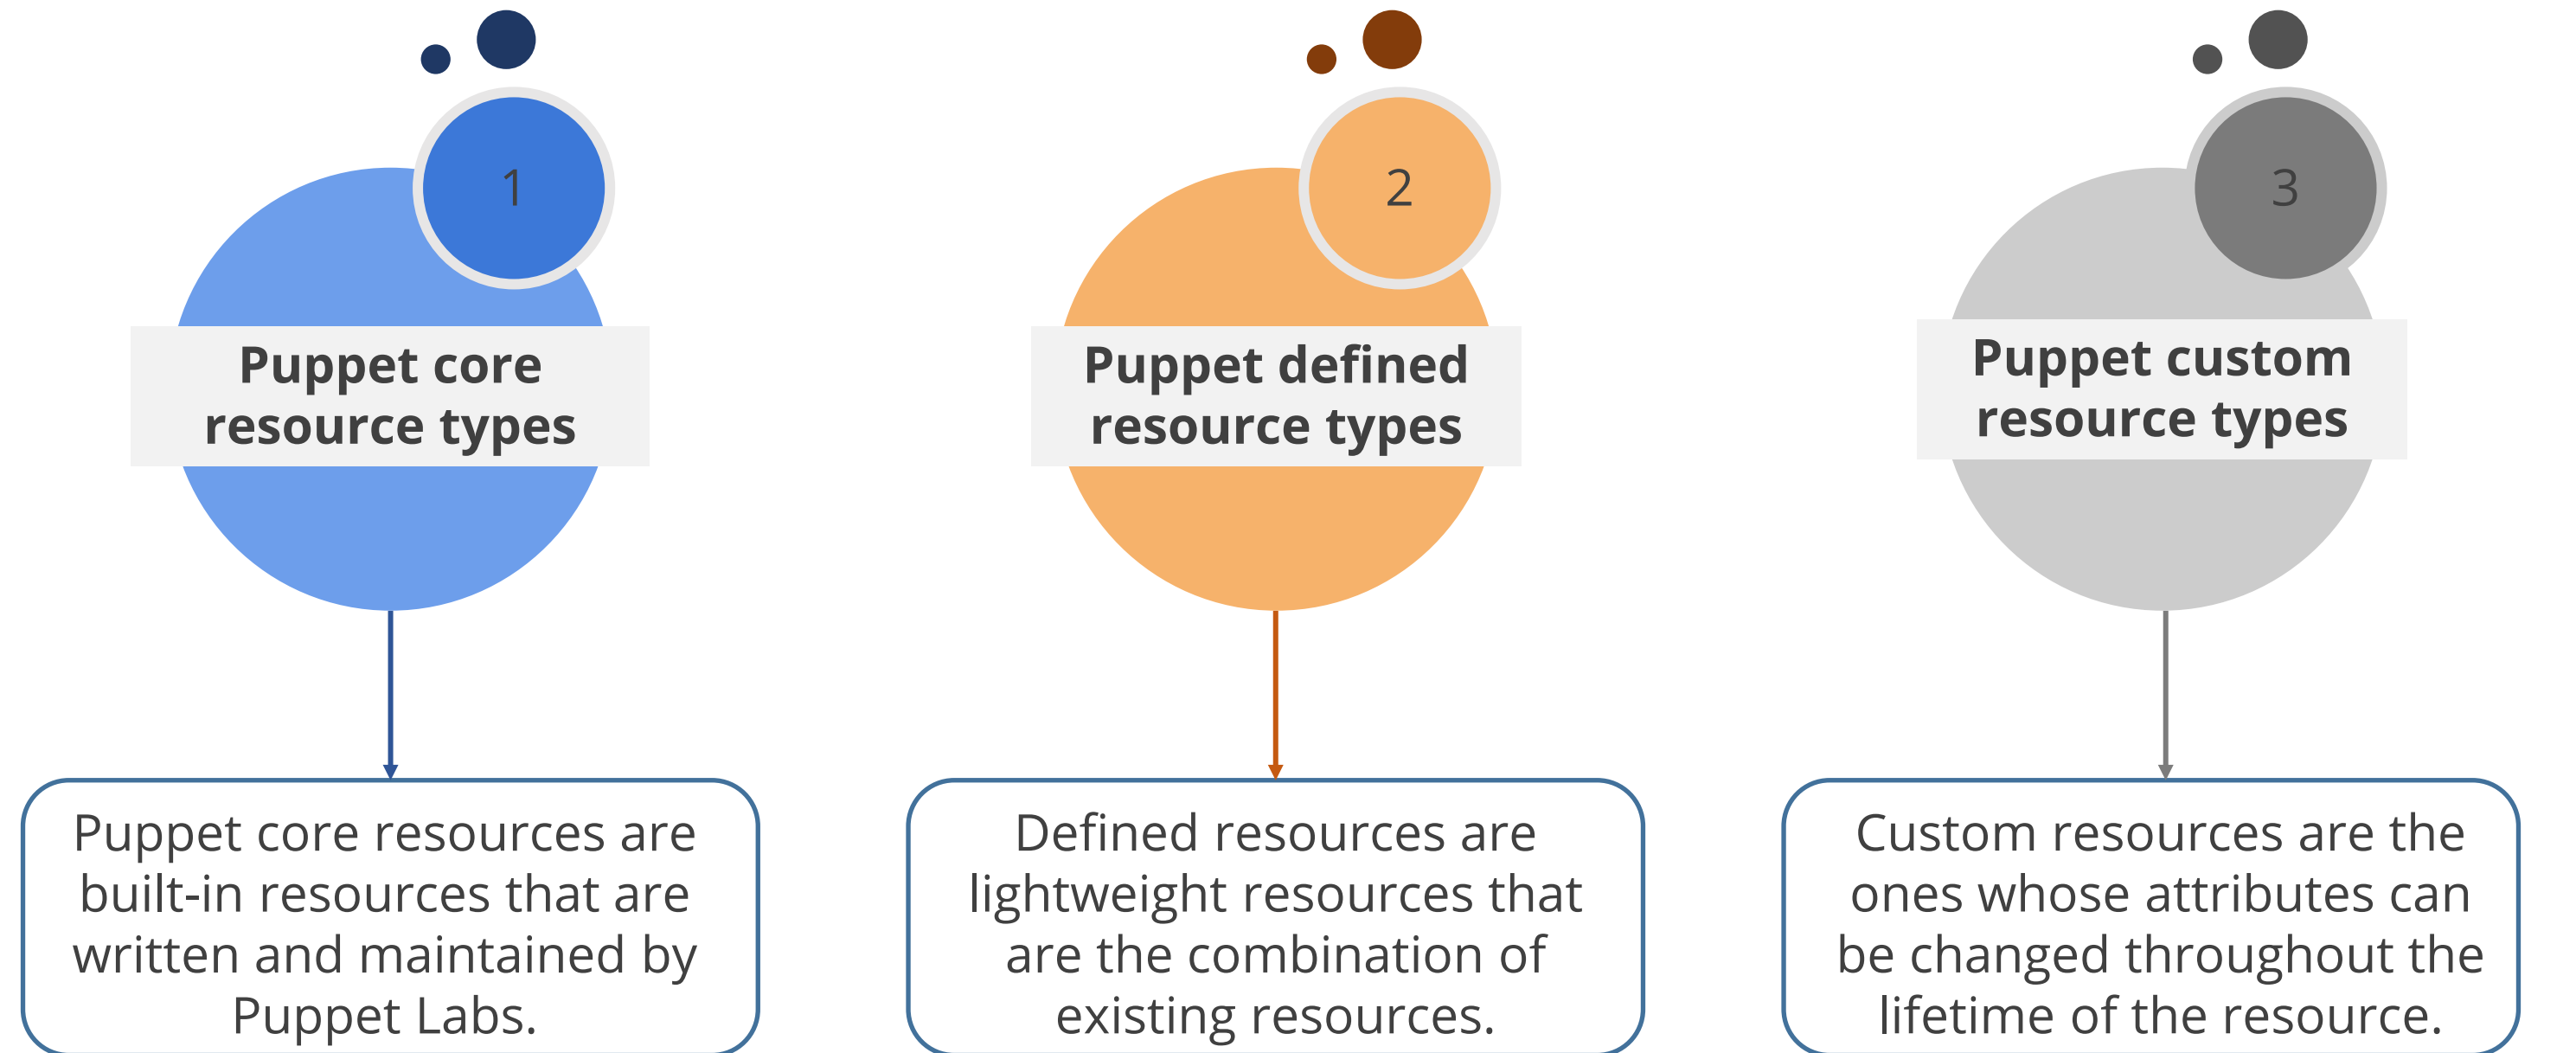 1
Puppet core
resource types
Puppet core resources are
built-in resources that are
written and maintained by
Puppet Labs.
2
Puppet defined
resource types
Defined resources are
lightweight resources that
are the combination of
existing resources.
3
Puppet custom
resource types
Custom resources are the
ones whose attributes can
be changed throughout the
lifetime of the resource.